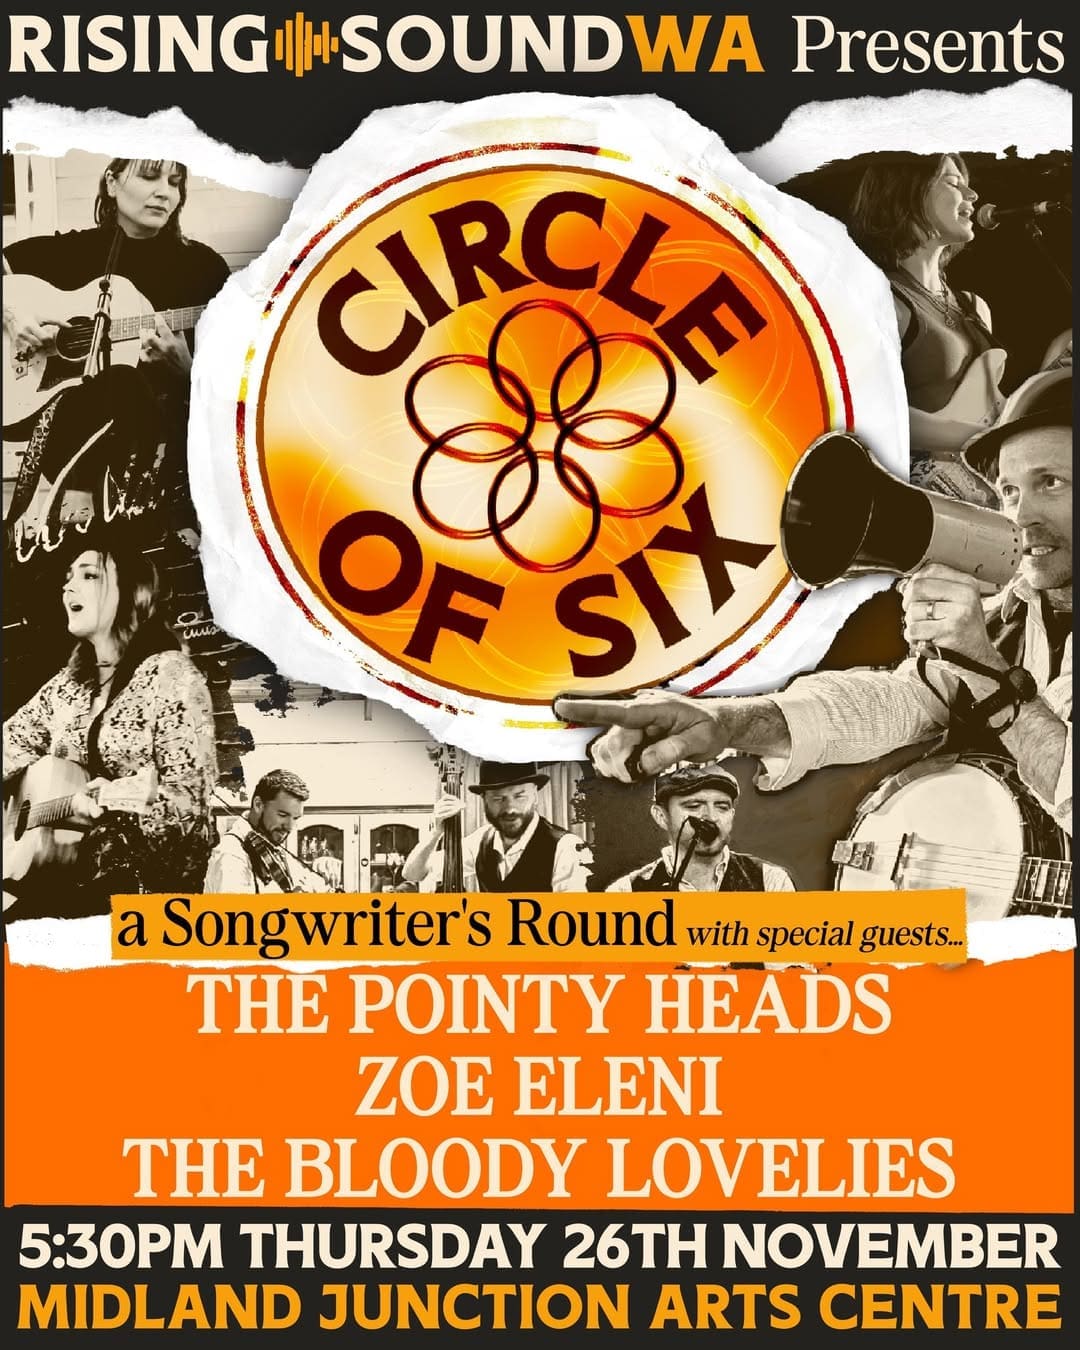 RISING SOUNDWA Presents
CIRCLE
OF SIX
a Songwriter's Round with special guests...
THE POINTY HEADS
ZOE ELENI
THE BLOODY LOVELIES
5:30PM THURSDAY 26TH NOVEMBER
MIDLAND JUNCTION ARTS CENTRE